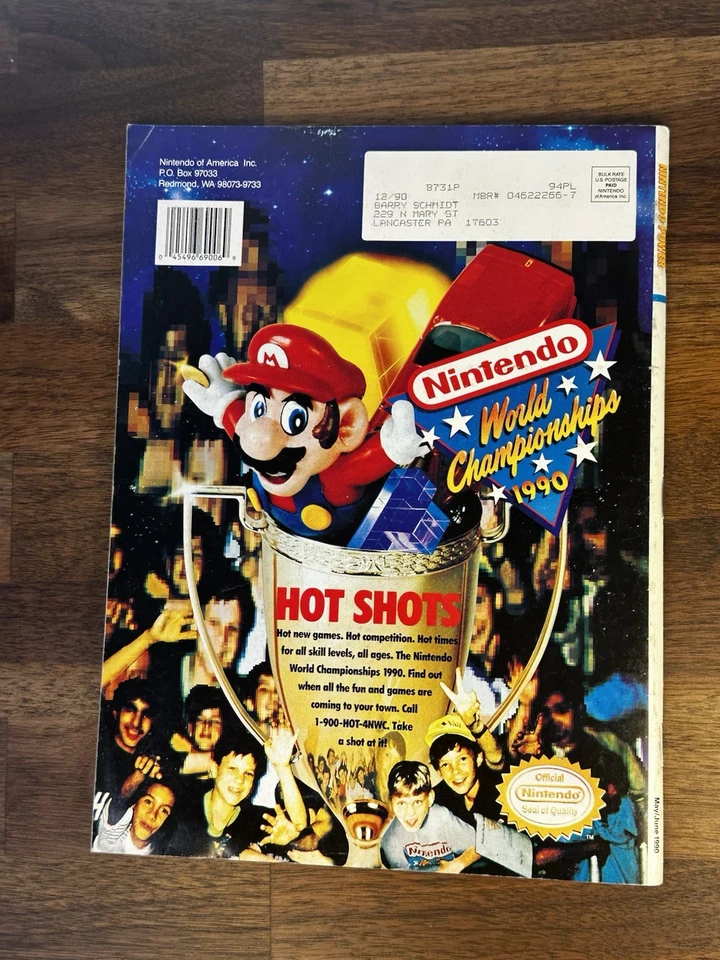 Nintendo of America Inc.
P.O. Box 97033
Redmond, WA 98073-9733
0 45496 69006 9
8731P 94PL
12/90 MBR# 04622266-7
BARRY SCHMIDT
229 N MARY ST
LANCASTER PA 17603
BULK RATE
U.S. POSTAGE
PAID
NINTENDO
of America Inc.
NINTENDO POWER
M
Nintendo
World
Championships
1990
HOT SHOTS
Hot new games. Hot competition. Hot times
for all skill levels, all ages. The Nintendo
World Championships 1990. Find out
when all the fun and games are
coming to your town. Call
1-900-HOT-4NWC. Take
a shot at it!
Official
Nintendo
Seal of Quality
TM
Nintendo
May/June 1990